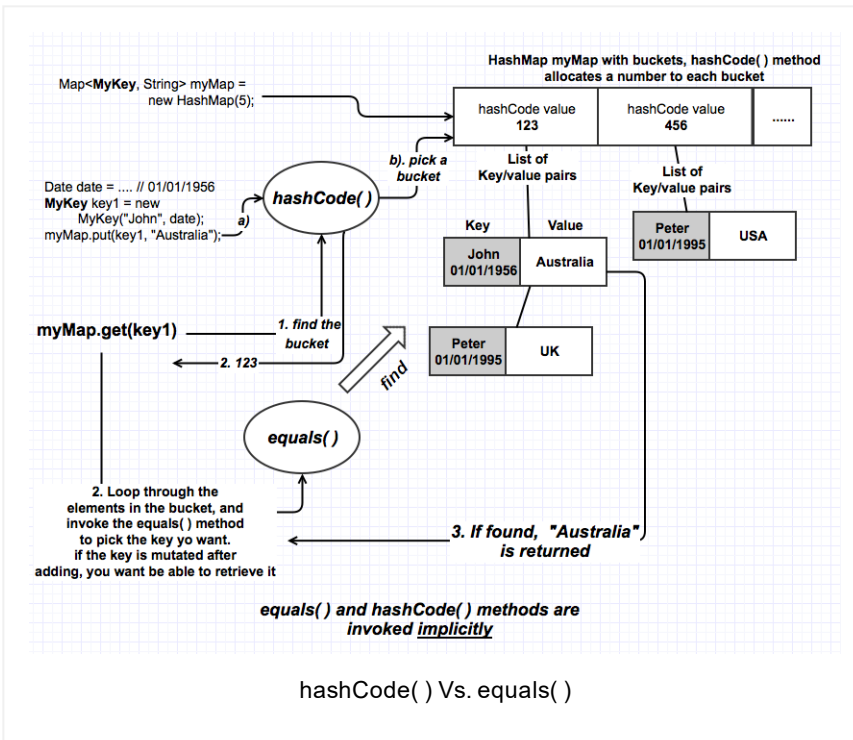 HashMap myMap with buckets, hashCode( ) method
allocates a number to each bucket
Map<MyKey, String> myMap =
new HashMap(5);
hashCode value
123
hashCode value
456
......
b). pick a
bucket
List of
Key/value pairs
List of
Key/value pairs
Date date = .... // 01/01/1956
MyKey key1 = new
MyKey("John", date);
myMap.put(key1, "Australia");
a)
hashCode( )
Key
Value
John
01/01/1956
Australia
Peter
01/01/1995
USA
myMap.get(key1)
1. find the
bucket
2. 123
Peter
01/01/1995
UK
find
equals( )
2. Loop through the
elements in the bucket, and
invoke the equals( ) method
to pick the key yo want.
if the key is mutated after
adding, you want be able to retrieve it
3. If found, "Australia"
is returned
equals( ) and hashCode( ) methods are
invoked implicitly
hashCode( ) Vs. equals( )